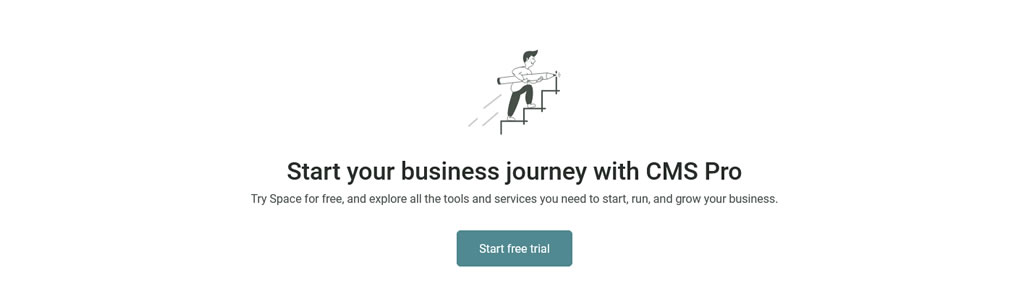 Start your business journey with CMS Pro
Try Space for free, and explore all the tools and services you need to start, run, and grow your business.
Start free trial